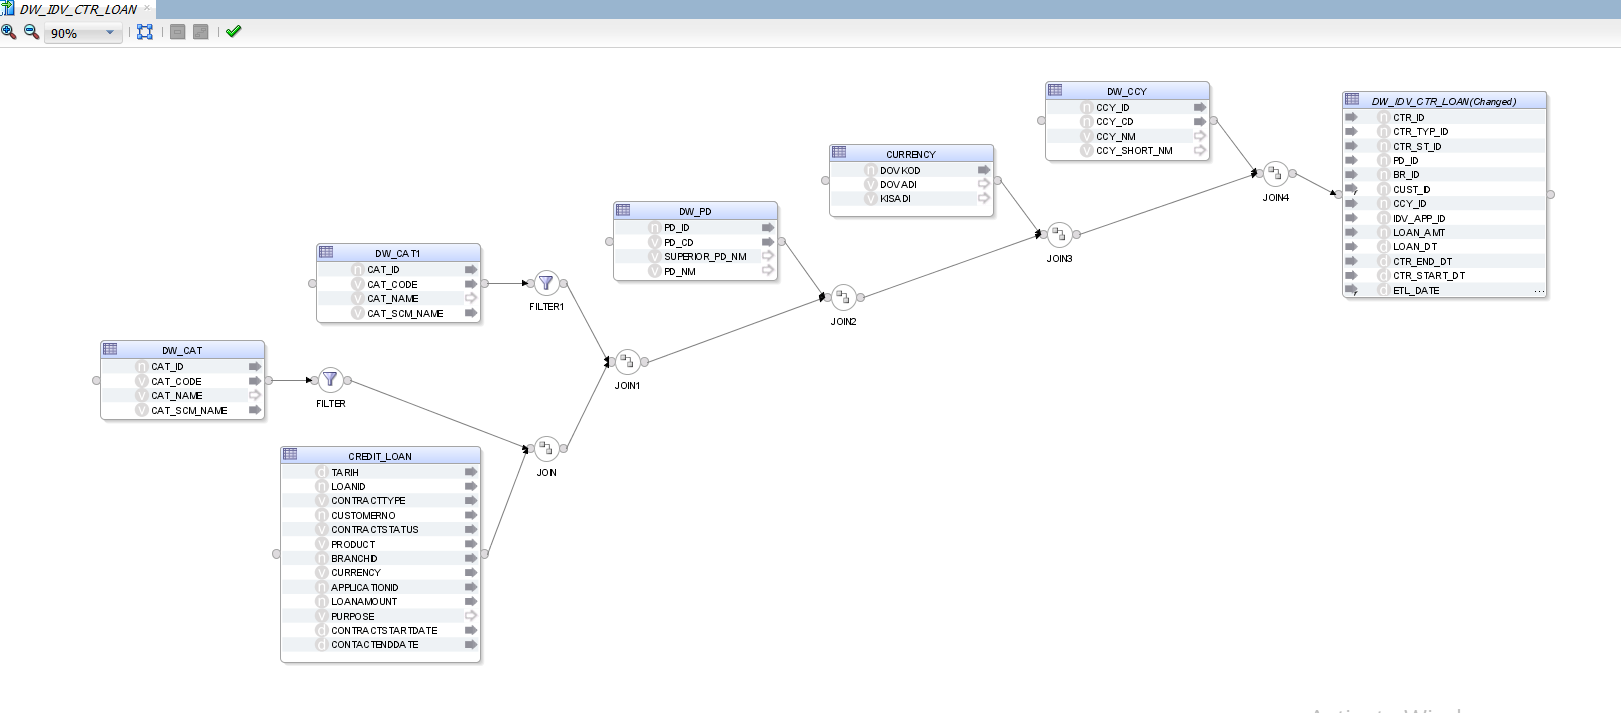 DW_IDV_CTR_LOAN
90%
DW_CCY
CCY_ID
CCY_CD
CCY_NM
CCY_SHORT_NM
DW_IDV_CTR_LOAN(Changed)
CTR_ID
CTR_TYP_ID
CTR_ST_ID
PD_ID
BR_ID
CUST_ID
CCY_ID
IDV_APP_ID
LOAN_AMT
LOAN_DT
CTR_END_DT
CTR_START_DT
ETL_DATE ...
JOIN4
CURRENCY
DOVKOD
DOVADI
KISADI
JOIN3
DW_PD
PD_ID
PD_CD
SUPERIOR_PD_NM
PD_NM
JOIN2
DW_CAT1
CAT_ID
CAT_CODE
CAT_NAME
CAT_SCM_NAME
FILTER1
JOIN1
DW_CAT
CAT_ID
CAT_CODE
CAT_NAME
CAT_SCM_NAME
FILTER
JOIN
CREDIT_LOAN
TARIH
LOANID
CONTRACTTYPE
CUSTOMERNO
CONTRACTSTATUS
PRODUCT
BRANCHID
CURRENCY
APPLICATIONID
LOANAMOUNT
PURPOSE
CONTRACTSTARTDATE
CONTACTENDDATE